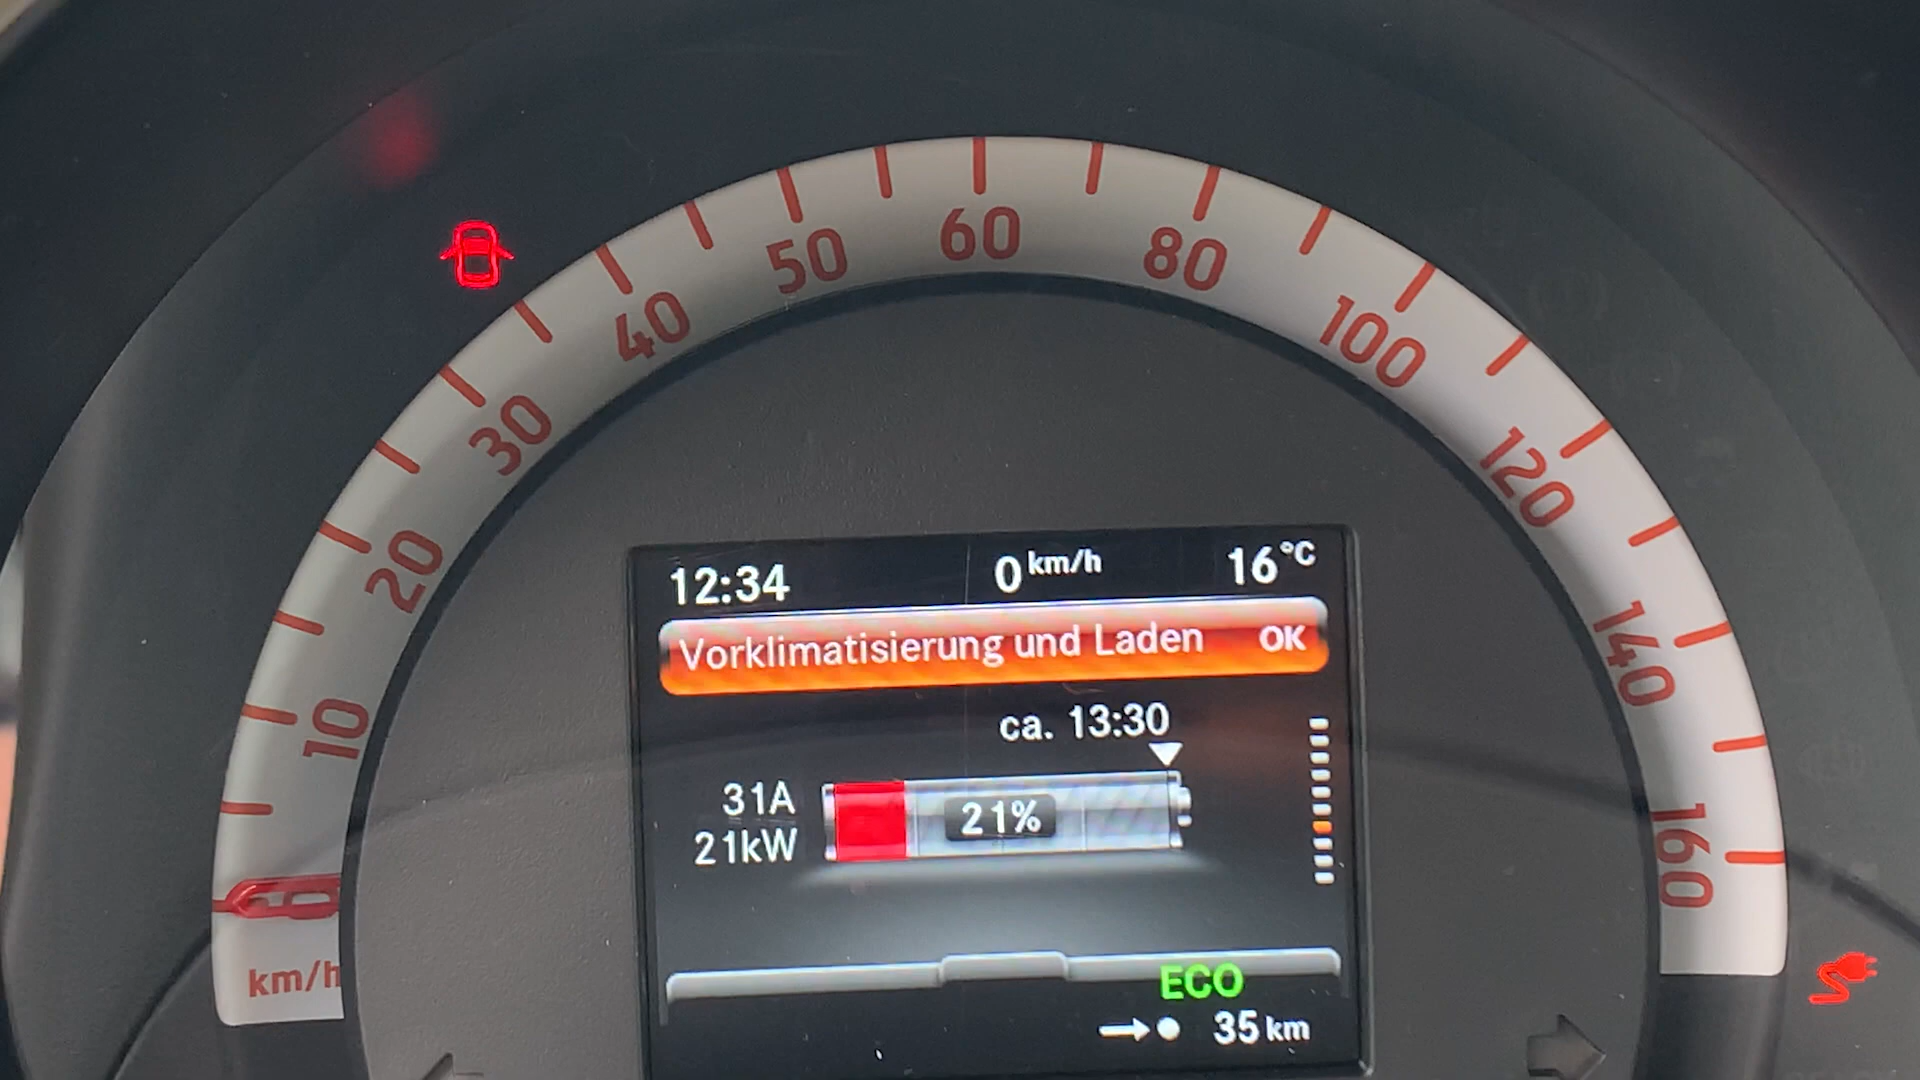 10
20
30
40
50
60
80
100
120
140
160
0
km/h
12:34 0 km/h 16 °C
Vorklimatisierung und Laden OK
ca. 13:30
31A
21kW
21%
ECO
35 km